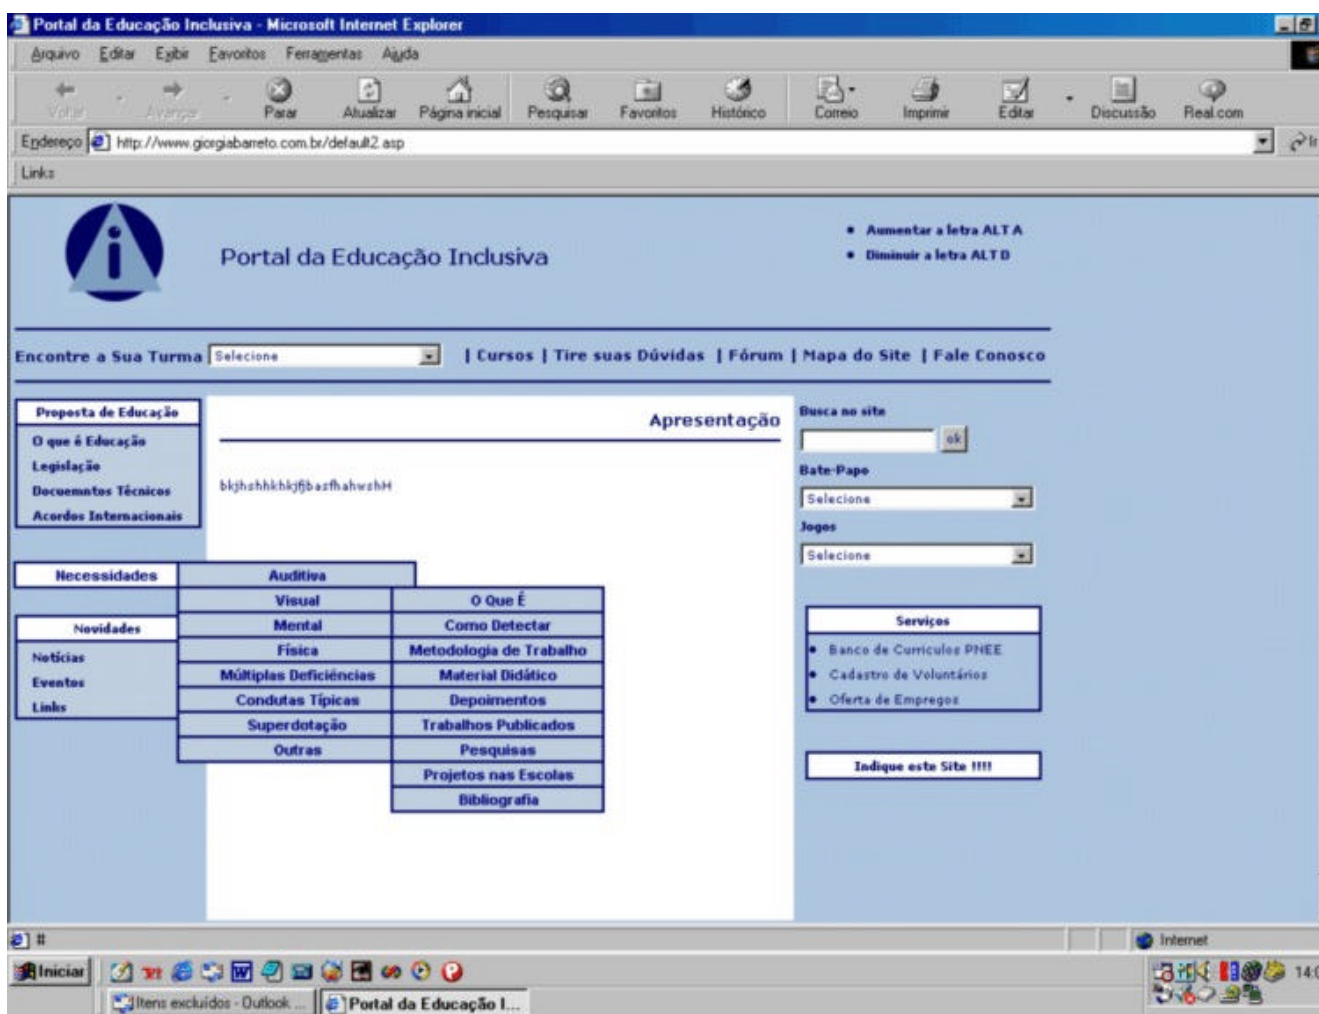 Portal da Educação Inclusiva - Microsoft Internet Explorer
Arquivo Editar Exibir Favoritos Ferramentas Ajuda
Voltar Avançar Parar Atualizar Página inicial Pesquisar Favoritos Histórico Correio Imprimir Editar Discussão Real.com
Endereço http://www.giorgiabarreto.com.br/default2.asp Ir
Links
i
Portal da Educação Inclusiva
• Aumentar a letra ALT A
• Diminuir a letra ALT D
Encontre a Sua Turma Selecione | Cursos | Tire suas Dúvidas | Fórum | Mapa do Site | Fale Conosco
Proposta de Educação
O que é Educação
Legislação
Docuemntos Técnicos
Acordos Internacionais
Necessidades
Auditiva
Visual
Mental
Física
Múltiplas Deficiências
Condutas Típicas
Superdotação
Outras
O Que É
Como Detectar
Metodologia de Trabalho
Material Didático
Depoimentos
Trabalhos Publicados
Pesquisas
Projetos nas Escolas
Bibliografia
Novidades
Notícias
Eventos
Links
Apresentação
Busca no site
ok
Bate-Papo
Selecione
Jogos
Selecione
Serviços
• Banco de Curriculos PNEE
• Cadastro de Voluntários
• Oferta de Empregos
Indique este Site !!!!
# Internet
Iniciar
Itens excluídos - Outlook ... Portal da Educação I...